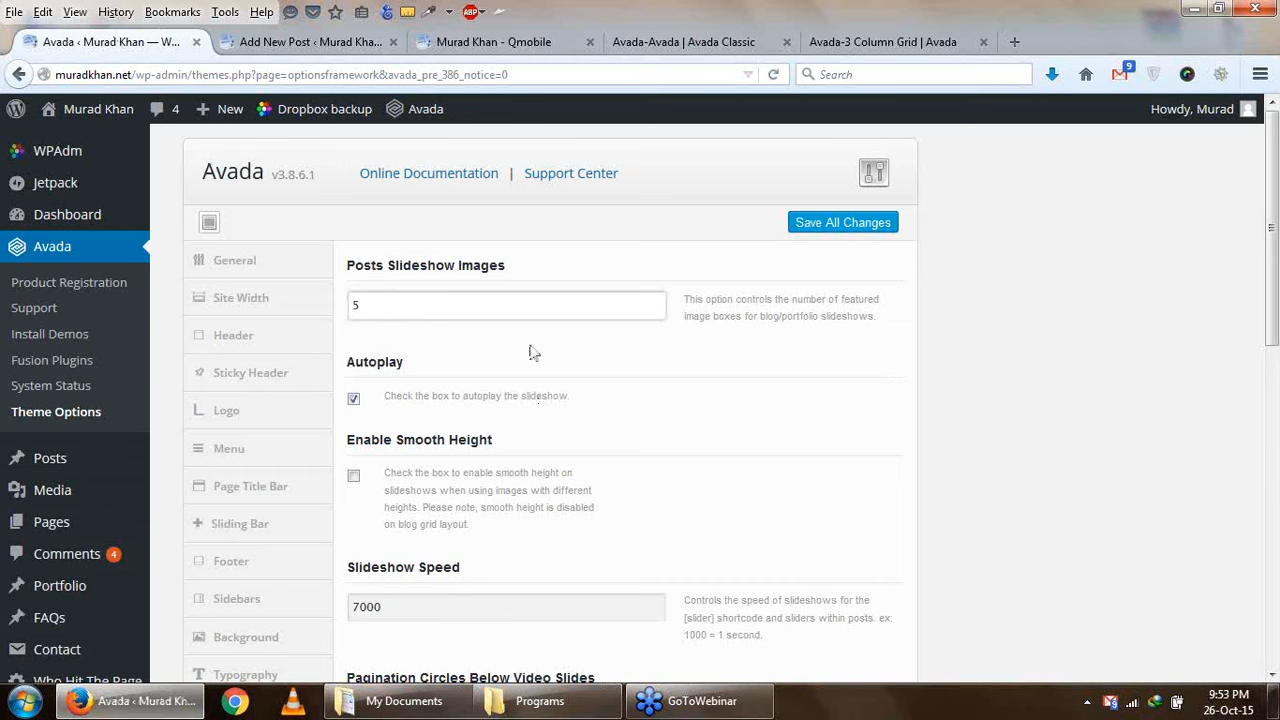 File Edit View History Bookmarks Tools Help ABP
Avada ‹ Murad Khan — W... × Add New Post ‹ Murad Kha... × Murad Khan - Qmobile × Avada-Avada | Avada Classic × Avada-3 Column Grid | Avada ×
muradkhan.net/wp-admin/themes.php?page=optionsframework&avada_pre_386_notice=0 Search 9
Murad Khan 4 New Dropbox backup Avada Howdy, Murad
WPAdm
Jetpack
Dashboard
Avada
Product Registration
Support
Install Demos
Fusion Plugins
System Status
Theme Options
Posts
Media
Pages
Comments 4
Portfolio
FAQs
Contact
Who Hit The Page
Avada v3.8.6.1 Online Documentation | Support Center
Save All Changes
General
Site Width
Header
Sticky Header
Logo
Menu
Page Title Bar
Sliding Bar
Footer
Sidebars
Background
Typography
Posts Slideshow Images
5
This option controls the number of featured
image boxes for blog/portfolio slideshows.
Autoplay
Check the box to autoplay the slideshow.
Enable Smooth Height
Check the box to enable smooth height on
slideshows when using images with different
heights. Please note, smooth height is disabled
on blog grid layout.
Slideshow Speed
7000
Controls the speed of slideshows for the
[slider] shortcode and sliders within posts. ex:
1000 = 1 second.
Pagination Circles Below Video Slides
Avada ‹ Murad Kh... My Documents Programs GoToWebinar
9:53 PM
26-Oct-15